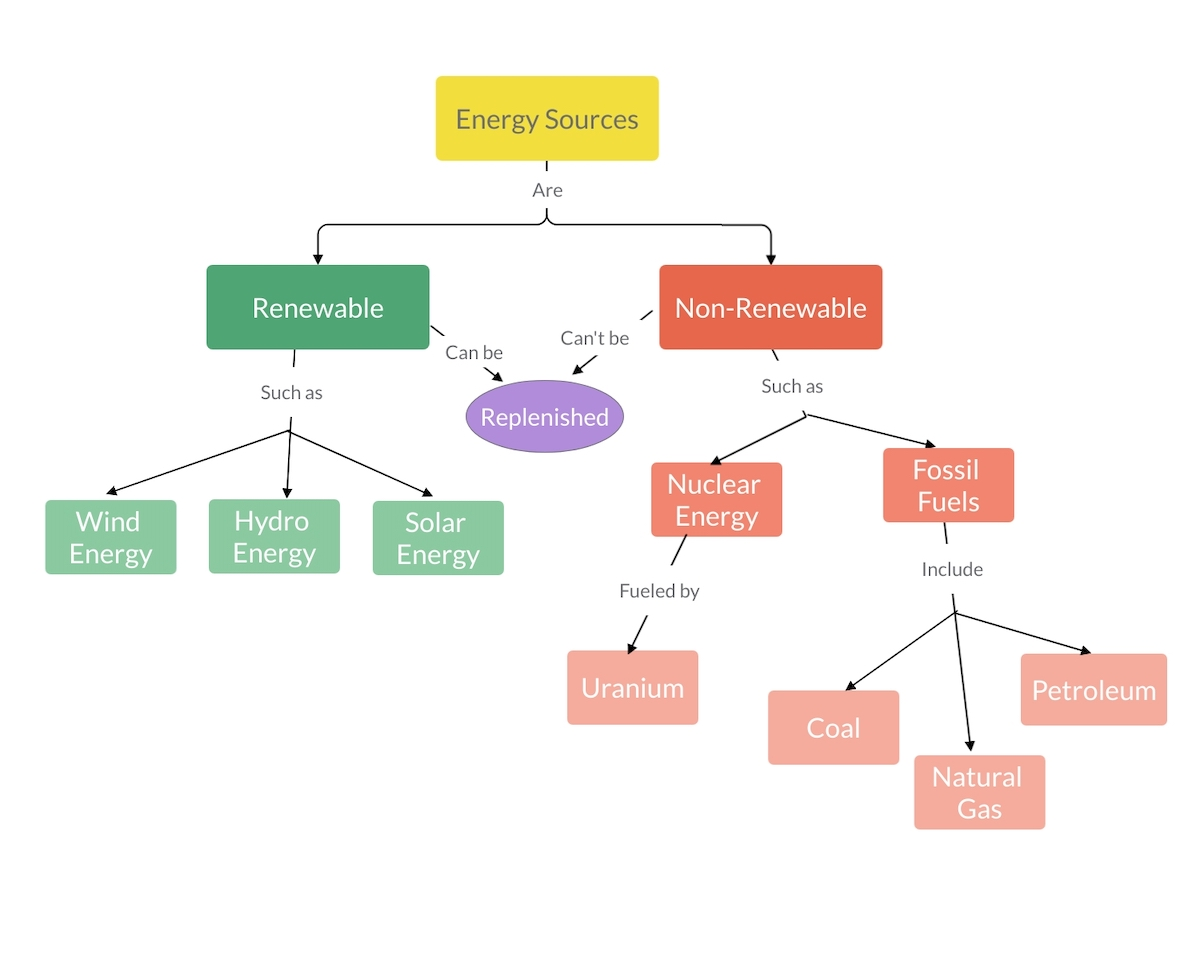 Energy Sources
Are
Renewable
Non-Renewable
Can be
Can't be
Replenished
Such as
Such as
Wind
Energy
Hydro
Energy
Solar
Energy
Nuclear
Energy
Fossil
Fuels
Fueled by
Include
Uranium
Coal
Natural
Gas
Petroleum